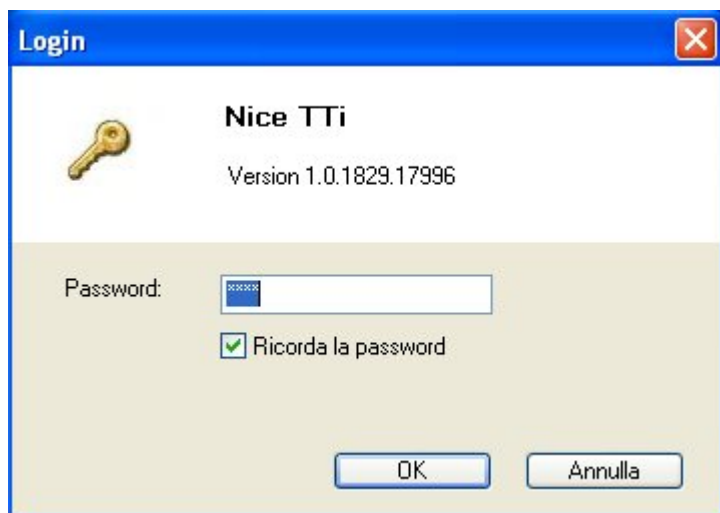 Login
Nice TTi
Version 1.0.1829.17996
Password: ****
Ricorda la password
OK Annulla